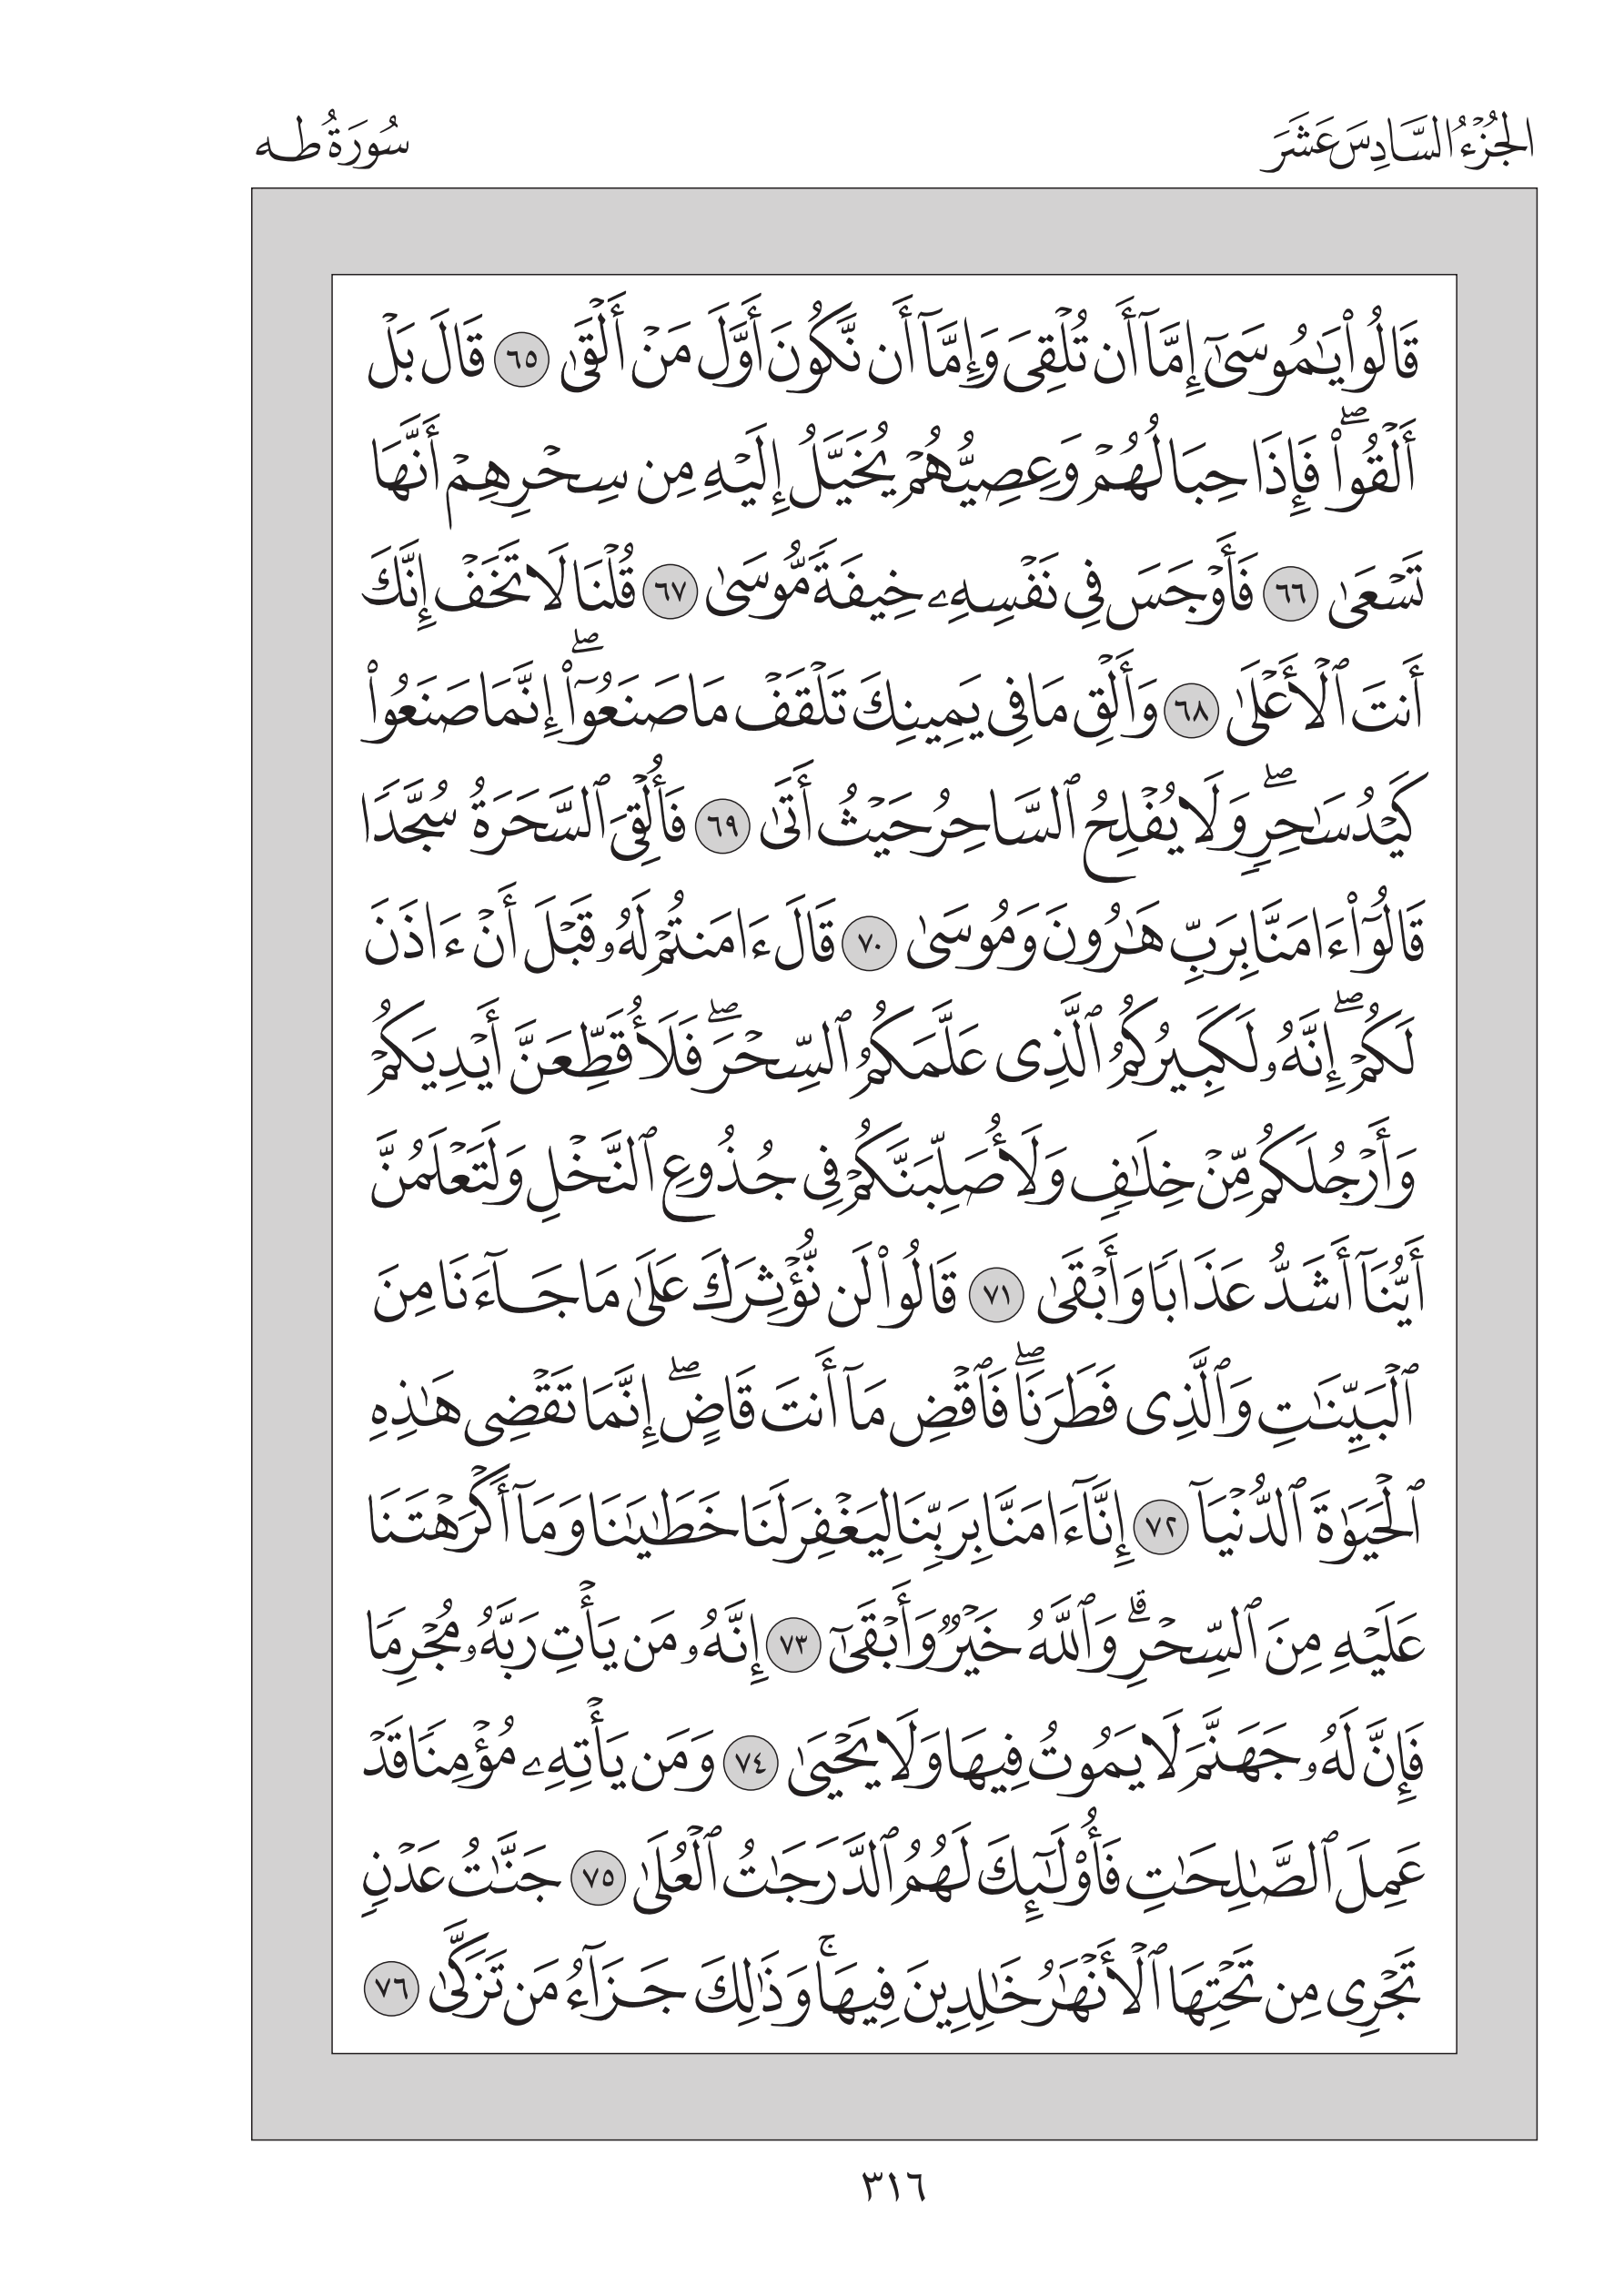 الجُزْءُ السَّادِسَ عَشَرَ
سُورَةُ طه
قَالُواْ يَٰمُوسَىٰٓ إِمَّآ أَن تُلْقِىَ وَإِمَّآ أَن نَّكُونَ أَوَّلَ مَنْ أَلْقَىٰ ٦٥ قَالَ بَلْ
أَلْقُواْۖ فَإِذَا حِبَالُهُمْ وَعِصِيُّهُمْ يُخَيَّلُ إِلَيْهِ مِن سِحْرِهِمْ أَنَّهَا
تَسْعَىٰ ٦٦ فَأَوْجَسَ فِى نَفْسِهِۦ خِيفَةً مُّوسَىٰ ٦٧ قُلْنَا لَا تَخَفْ إِنَّكَ
أَنتَ ٱلْأَعْلَىٰ ٦٨ وَأَلْقِ مَا فِى يَمِينِكَ تَلْقَفْ مَا صَنَعُوٓاْۖ إِنَّمَا صَنَعُواْ
كَيْدُ سَٰحِرٍۖ وَلَا يُفْلِحُ ٱلسَّاحِرُ حَيْثُ أَتَىٰ ٦٩ فَأُلْقِىَ ٱلسَّحَرَةُ سُجَّدًا
قَالُوٓاْ ءَامَنَّا بِرَبِّ هَٰرُونَ وَمُوسَىٰ ٧٠ قَالَ ءَامَنتُمْ لَهُۥ قَبْلَ أَنْ ءَاذَنَ
لَكُمْۖ إِنَّهُۥ لَكَبِيرُكُمُ ٱلَّذِى عَلَّمَكُمُ ٱلسِّحْرَۖ فَلَأُقَطِّعَنَّ أَيْدِيَكُمْ
وَأَرْجُلَكُم مِّنْ خِلَٰفٍ وَلَأُصَلِّبَنَّكُمْ فِى جُذُوعِ ٱلنَّخْلِ وَلَتَعْلَمُنَّ
أَيُّنَآ أَشَدُّ عَذَابًا وَأَبْقَىٰ ٧١ قَالُواْ لَن نُّؤْثِرَكَ عَلَىٰ مَا جَآءَنَا مِنَ
ٱلْبَيِّنَٰتِ وَٱلَّذِى فَطَرَنَاۖ فَٱقْضِ مَآ أَنتَ قَاضٍۖ إِنَّمَا تَقْضِى هَٰذِهِ
ٱلْحَيَوٰةَ ٱلدُّنْيَآ ٧٢ إِنَّآ ءَامَنَّا بِرَبِّنَا لِيَغْفِرَ لَنَا خَطَٰيَٰنَا وَمَآ أَكْرَهْتَنَا
عَلَيْهِ مِنَ ٱلسِّحْرِۗ وَٱللَّهُ خَيْرٌ وَأَبْقَىٰٓ ٧٣ إِنَّهُۥ مَن يَأْتِ رَبَّهُۥ مُجْرِمًا
فَإِنَّ لَهُۥ جَهَنَّمَ لَا يَمُوتُ فِيهَا وَلَا يَحْيَىٰ ٧٤ وَمَن يَأْتِهِۦ مُؤْمِنًا قَدْ
عَمِلَ ٱلصَّٰلِحَٰتِ فَأُوْلَٰٓئِكَ لَهُمُ ٱلدَّرَجَٰتُ ٱلْعُلَىٰ ٧٥ جَنَّٰتُ عَدْنٍ
تَجْرِى مِن تَحْتِهَا ٱلْأَنْهَٰرُ خَٰلِدِينَ فِيهَاۚ وَذَٰلِكَ جَزَآءُ مَن تَزَكَّىٰ ٧٦
٣١٦